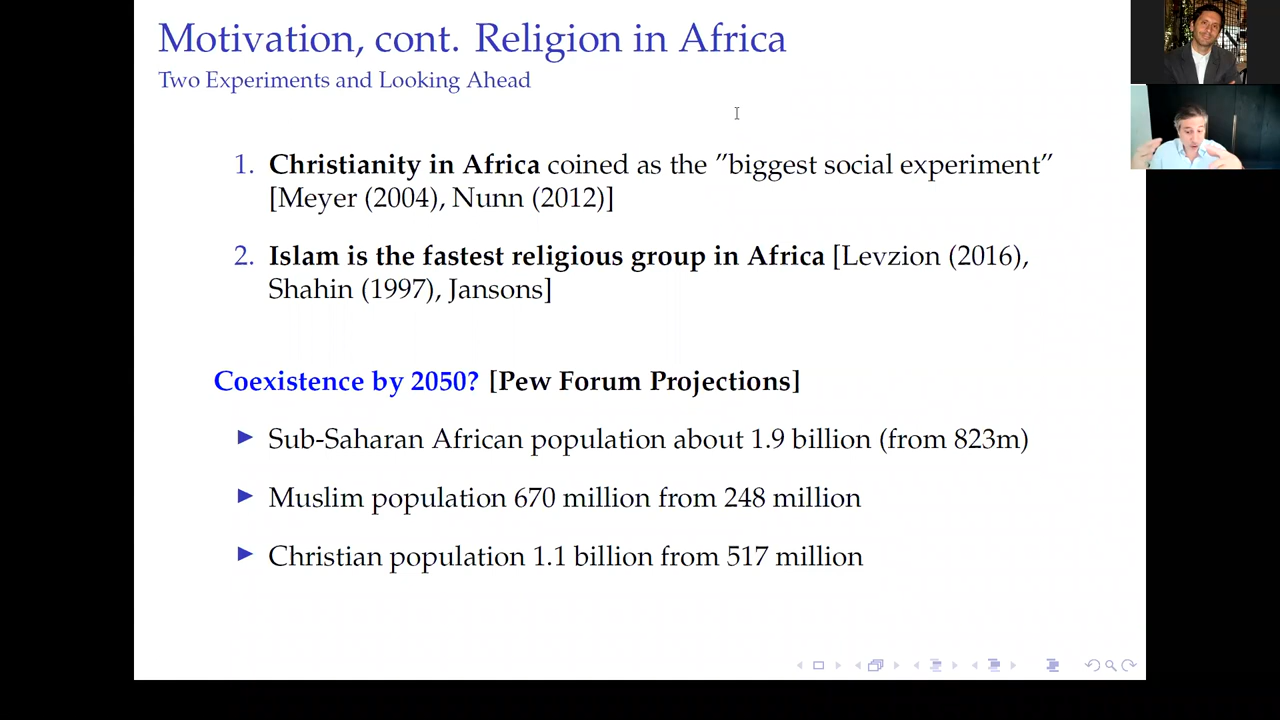 Motivation, cont. Religion in Africa
Two Experiments and Looking Ahead
1. Christianity in Africa coined as the ”biggest social experiment”
[Meyer (2004), Nunn (2012)]
2. Islam is the fastest religious group in Africa [Levzion (2016),
Shahin (1997), Jansons]
Coexistence by 2050? [Pew Forum Projections]
Sub-Saharan African population about 1.9 billion (from 823m)
Muslim population 670 million from 248 million
Christian population 1.1 billion from 517 million